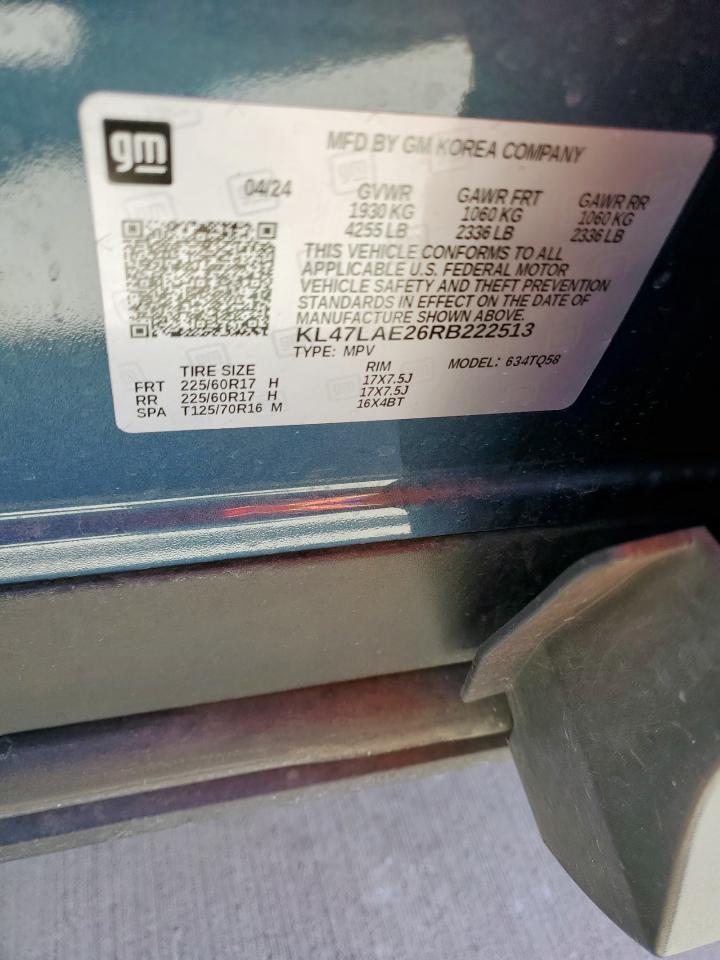 gm
MFD BY GM KOREA COMPANY
04/24 GVWR GAWR FRT GAWR RR
1930 KG 1060 KG 1060 KG
4255 LB 2336 LB 2336 LB
THIS VEHICLE CONFORMS TO ALL
APPLICABLE U.S. FEDERAL MOTOR
VEHICLE SAFETY AND THEFT PREVENTION
STANDARDS IN EFFECT ON THE DATE OF
MANUFACTURE SHOWN ABOVE.
KL47LAE26RB222513
TYPE: MPV MODEL: 634TQ58
TIRE SIZE RIM
FRT 225/60R17 H 17X7.5J
RR 225/60R17 H 17X7.5J
SPA T125/70R16 M 16X4BT